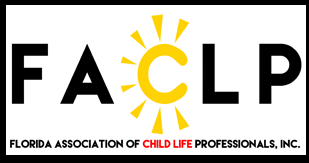 FACLP
FLORIDA ASSOCIATION OF CHILD LIFE PROFESSIONALS, INC.